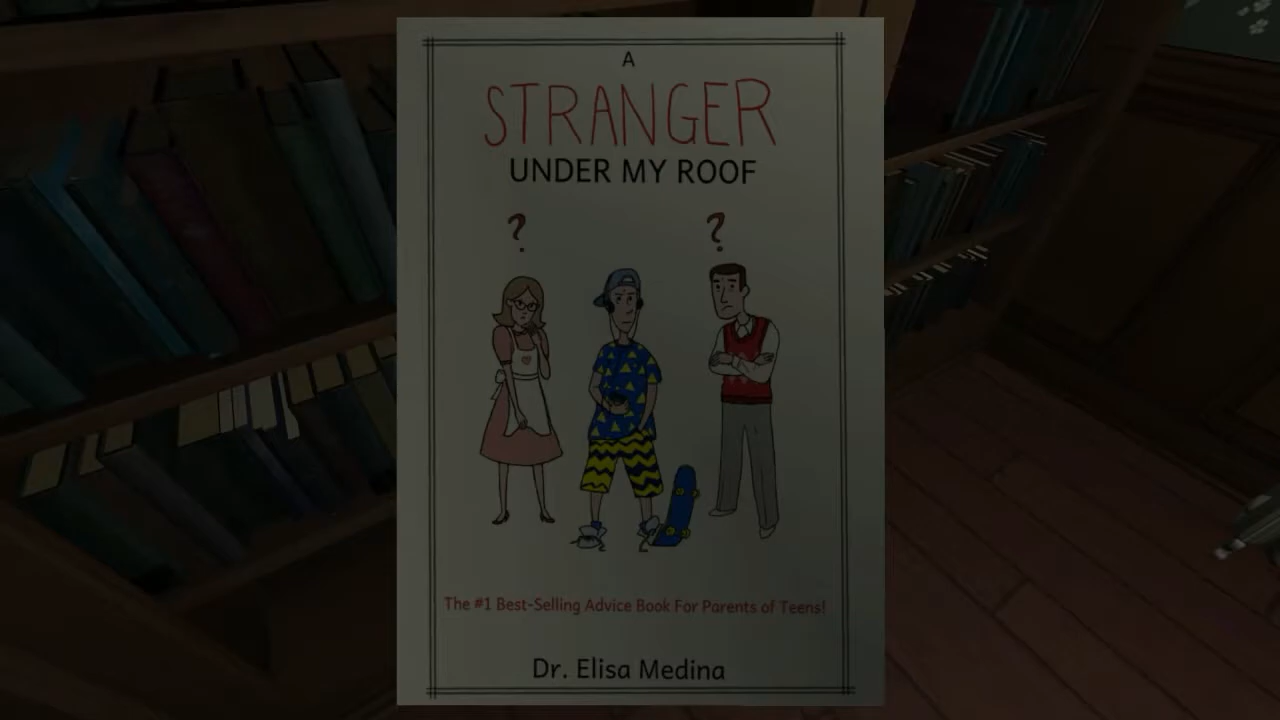 A
STRANGER
UNDER MY ROOF
? ?
The #1 Best-Selling Advice Book For Parents of Teens!
Dr. Elisa Medina